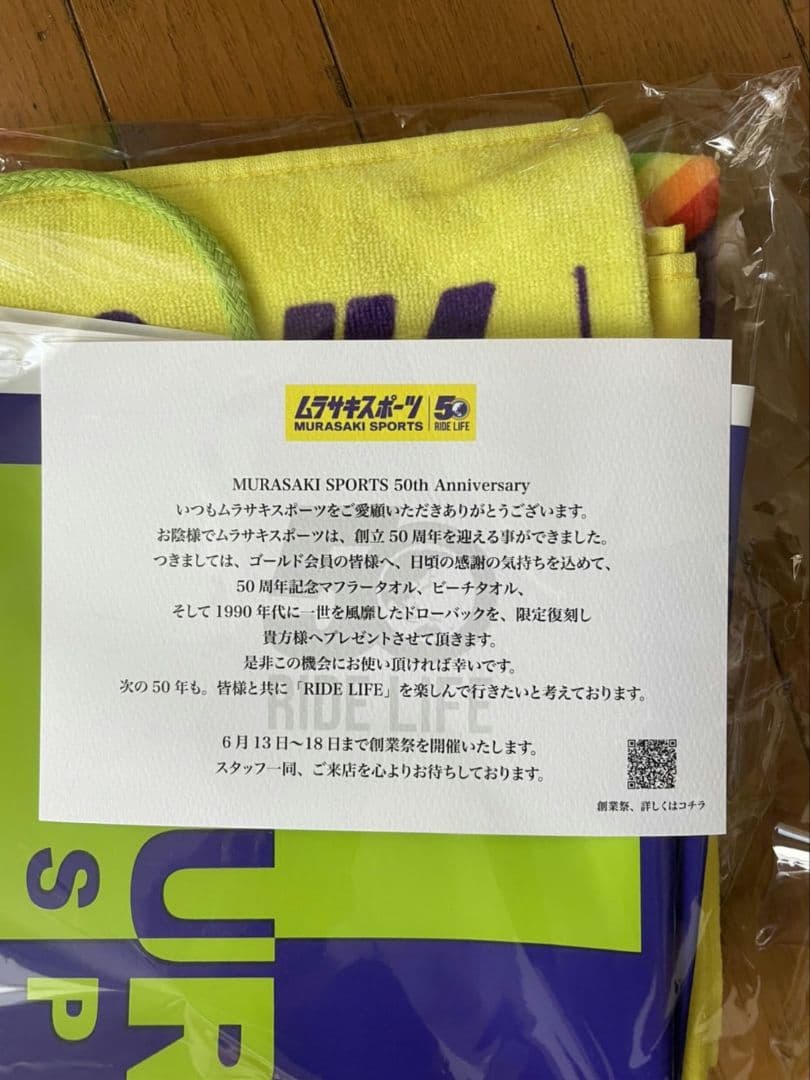 ムラサキスポーツ
MURASAKI SPORTS
50
RIDE LIFE
MURASAKI SPORTS 50th Anniversary
いつもムラサキスポーツをご愛顧いただきありがとうございます。
お陰様でムラサキスポーツは、創立50周年を迎える事ができました。
つきましては、ゴールド会員の皆様へ、日頃の感謝の気持ちを込めて、
50周年記念マフラータオル、ビーチタオル、
そして1990年代に一世を風靡したドローバックを、限定復刻し
貴方様へプレゼントさせて頂きます。
是非この機会にお使い頂ければ幸いです。
次の50年も。皆様と共に「RIDE LIFE」を楽しんで行きたいと考えております。
RIDE LIFE
6月13日〜18日まで創業祭を開催いたします。
スタッフ一同、ご来店を心よりお待ちしております。
創業祭、詳しくはコチラ
UR
SP